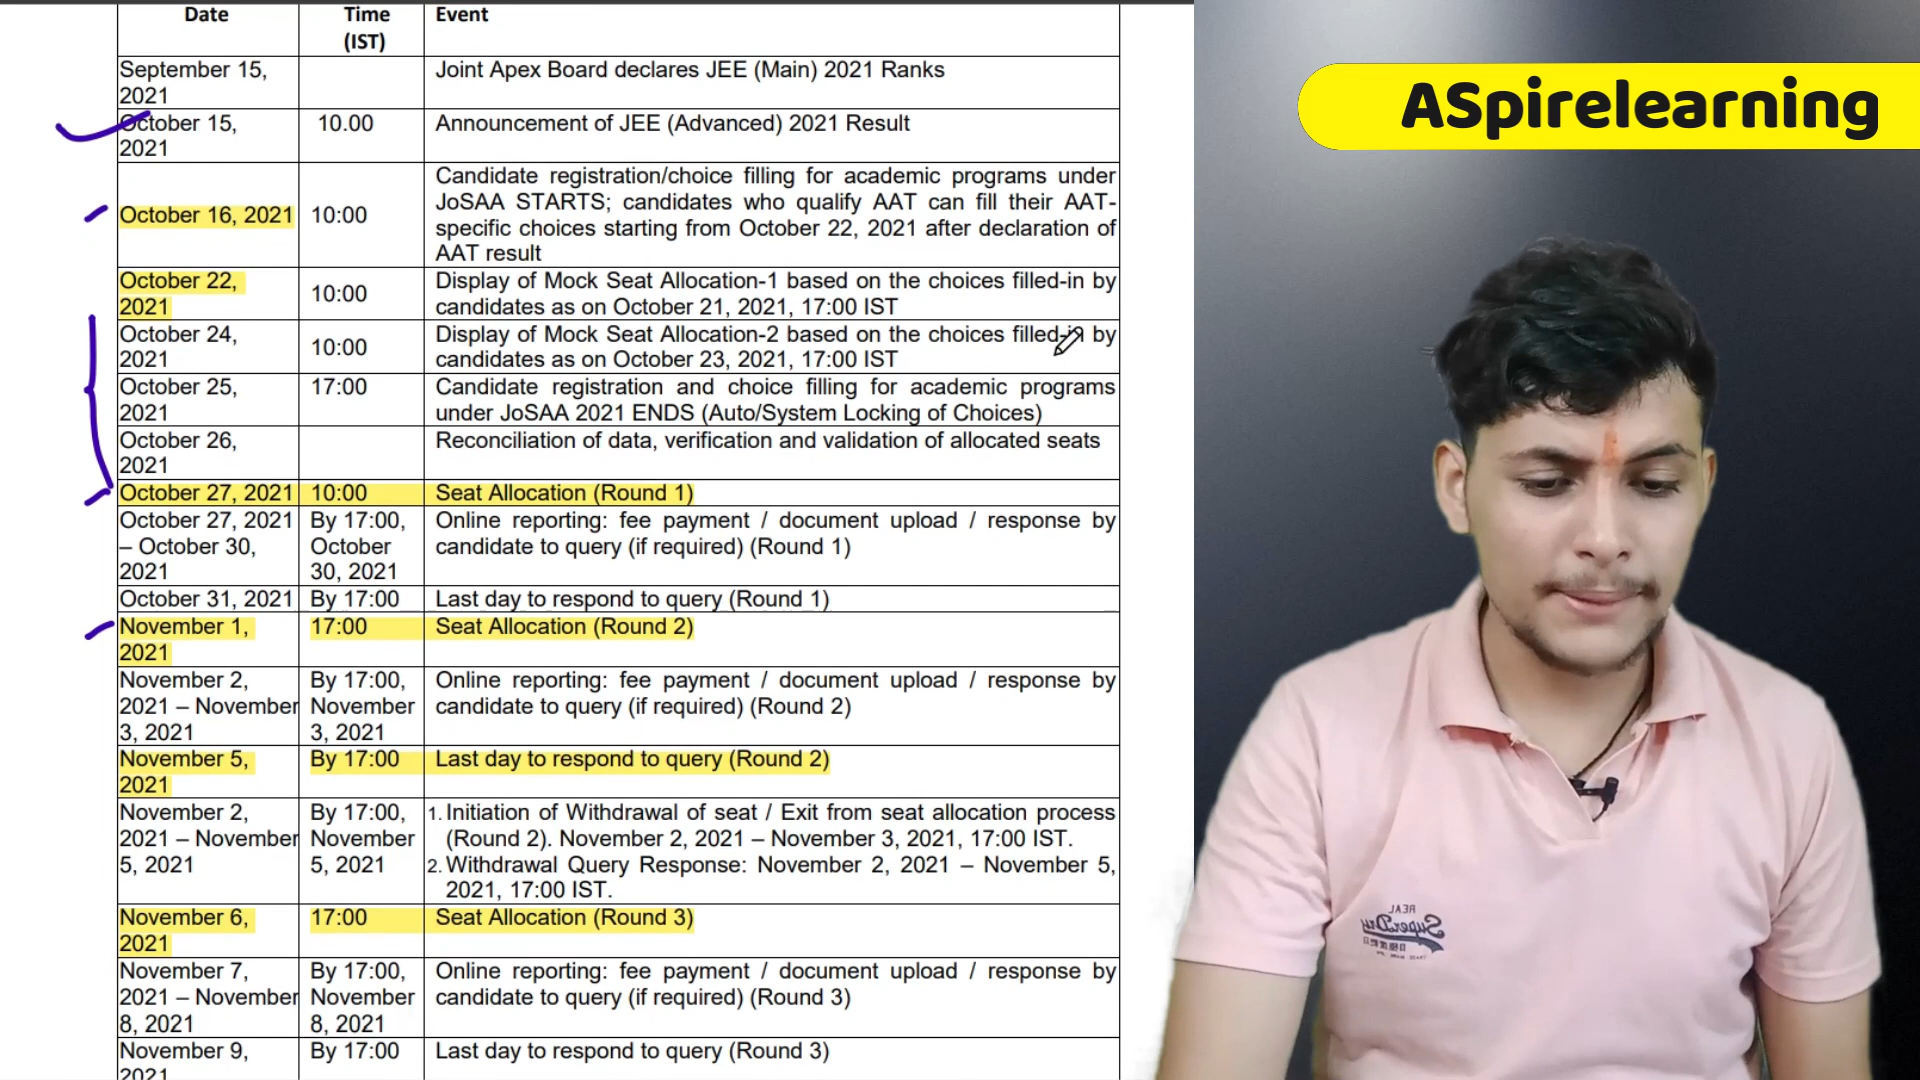 Date Time Event
(IST)
September 15, Joint Apex Board declares JEE (Main) 2021 Ranks
2021
October 15, 10.00 Announcement of JEE (Advanced) 2021 Result
2021
October 16, 2021 10:00 Candidate registration/choice filling for academic programs under
JoSAA STARTS; candidates who qualify AAT can fill their AAT-
specific choices starting from October 22, 2021 after declaration of
AAT result
October 22, 10:00 Display of Mock Seat Allocation-1 based on the choices filled-in by
2021 candidates as on October 21, 2021, 17:00 IST
October 24, 10:00 Display of Mock Seat Allocation-2 based on the choices filled-in by
2021 candidates as on October 23, 2021, 17:00 IST
October 25, 17:00 Candidate registration and choice filling for academic programs
2021 under JoSAA 2021 ENDS (Auto/System Locking of Choices)
October 26, Reconciliation of data, verification and validation of allocated seats
2021
October 27, 2021 10:00 Seat Allocation (Round 1)
October 27, 2021 By 17:00, Online reporting: fee payment / document upload / response by
– October 30, October candidate to query (if required) (Round 1)
2021 30, 2021
October 31, 2021 By 17:00 Last day to respond to query (Round 1)
November 1, 17:00 Seat Allocation (Round 2)
2021
November 2, By 17:00, Online reporting: fee payment / document upload / response by
2021 – November November candidate to query (if required) (Round 2)
3, 2021 3, 2021
November 5, By 17:00 Last day to respond to query (Round 2)
2021
November 2, By 17:00, 1. Initiation of Withdrawal of seat / Exit from seat allocation process
2021 – November November (Round 2). November 2, 2021 – November 3, 2021, 17:00 IST.
5, 2021 5, 2021 2. Withdrawal Query Response: November 2, 2021 – November 5,
2021, 17:00 IST.
November 6, 17:00 Seat Allocation (Round 3)
2021
November 7, By 17:00, Online reporting: fee payment / document upload / response by
2021 – November November candidate to query (if required) (Round 3)
8, 2021 8, 2021
November 9, By 17:00 Last day to respond to query (Round 3)
2021
ASpirelearning
REAL
SuperDry